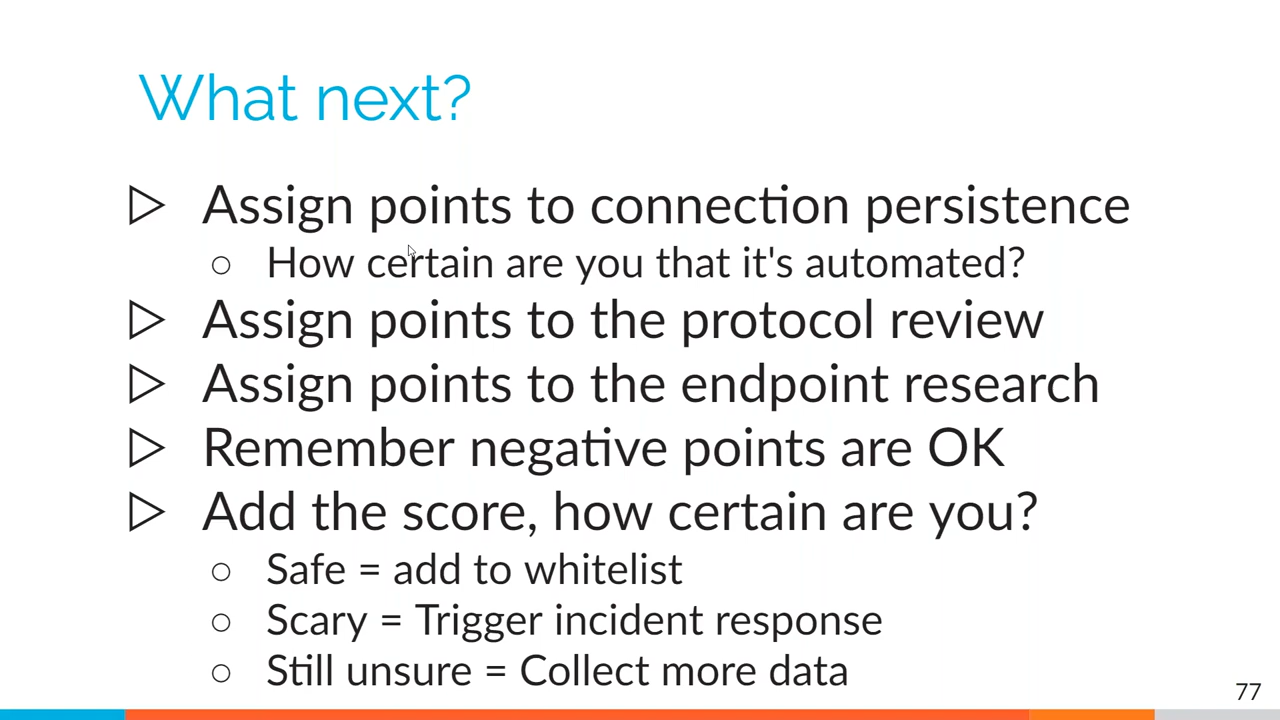 What next?
▷ Assign points to connection persistence
○ How certain are you that it's automated?
▷ Assign points to the protocol review
▷ Assign points to the endpoint research
▷ Remember negative points are OK
▷ Add the score, how certain are you?
○ Safe = add to whitelist
○ Scary = Trigger incident response
○ Still unsure = Collect more data
77